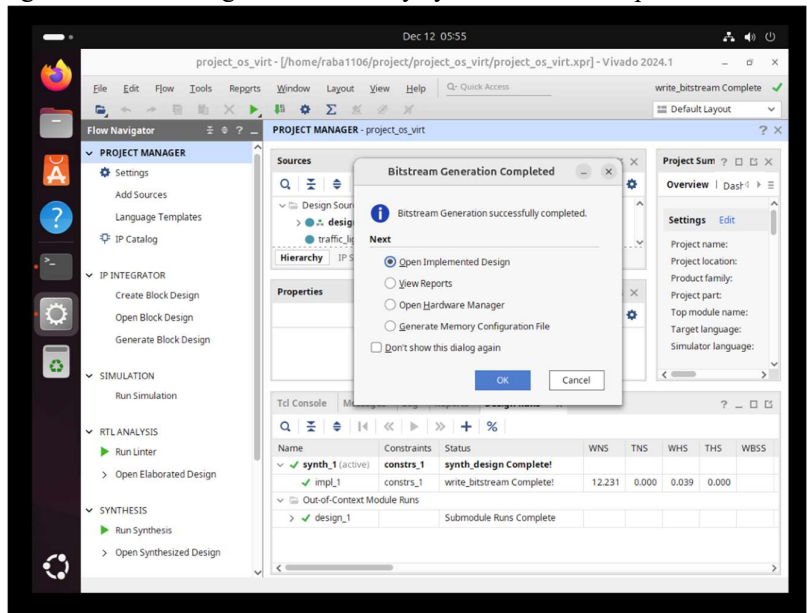 Dec 12 05:55
project_os_virt - [/home/raba1106/project/project_os_virt/project_os_virt.xpr] - Vivado 2024.1
File Edit Flow Tools Reports Window Layout View Help Q- Quick Access write_bitstream Complete
Default Layout
Flow Navigator
PROJECT MANAGER - project_os_virt
PROJECT MANAGER
Settings
Add Sources
Language Templates
IP Catalog
IP INTEGRATOR
Create Block Design
Open Block Design
Generate Block Design
SIMULATION
Run Simulation
RTL ANALYSIS
Run Linter
Open Elaborated Design
SYNTHESIS
Run Synthesis
Open Synthesized Design
Sources
Design Sour
desig
traffic_lig
Hierarchy IP S
Properties
Bitstream Generation Completed
Bitstream Generation successfully completed.
Next
Open Implemented Design
View Reports
Open Hardware Manager
Generate Memory Configuration File
Don't show this dialog again
OK Cancel
Project Sum
Overview | Dash
Settings Edit
Project name:
Project location:
Product family:
Project part:
Top module name:
Target language:
Simulator language:
Tcl Console
Name Constraints Status WNS TNS WHS THS WBSS
synth_1 (active) constrs_1 synth_design Complete!
impl_1 constrs_1 write_bitstream Complete! 12.231 0.000 0.039 0.000
Out-of-Context Module Runs
design_1 Submodule Runs Complete